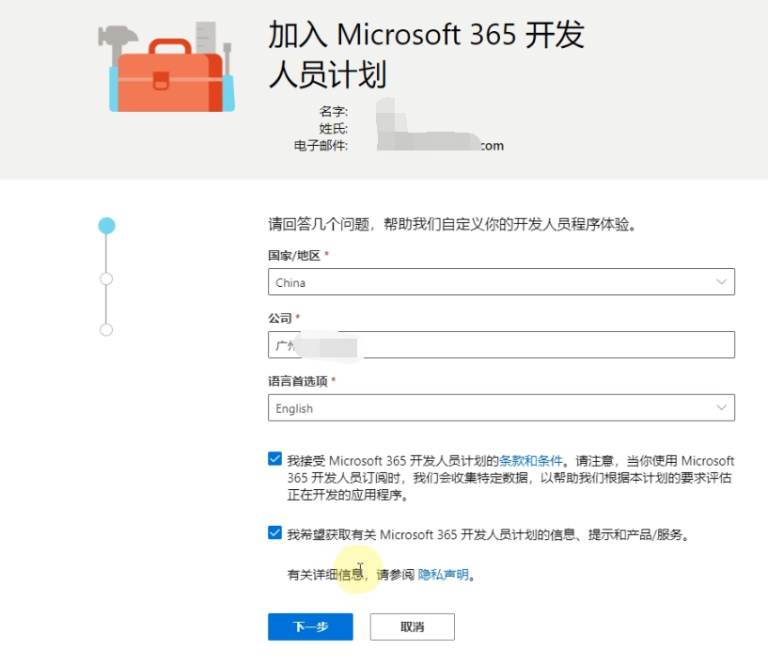 加入 Microsoft 365 开发
人员计划
名字:
姓氏:
电子邮件: com
请回答几个问题，帮助我们自定义你的开发人员程序体验。
国家/地区 *
China
公司 *
广州
语言首选项 *
English
我接受 Microsoft 365 开发人员计划的条款和条件。请注意，当你使用 Microsoft
365 开发人员订阅时，我们会收集特定数据，以帮助我们根据本计划的要求评估
正在开发的应用程序。
我希望获取有关 Microsoft 365 开发人员计划的信息、提示和产品/服务。
有关详细信息，请参阅 隐私声明。
下一步 取消